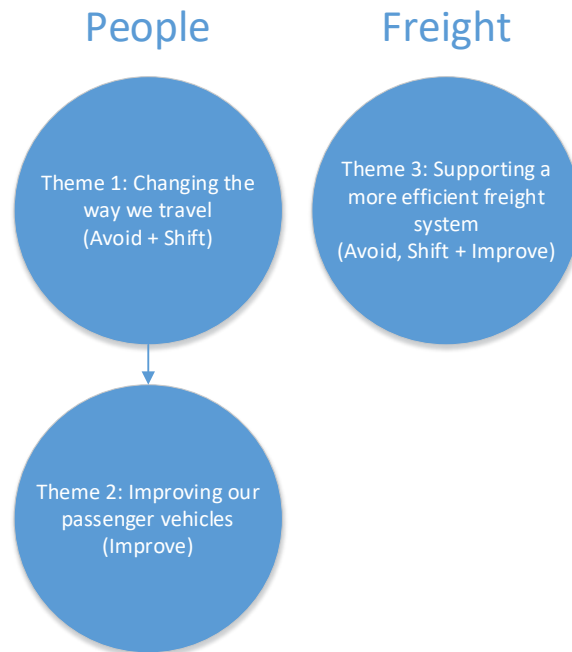 People
Freight
Theme 1: Changing the
way we travel
(Avoid + Shift)
Theme 3: Supporting a
more efficient freight
system
(Avoid, Shift + Improve)
Theme 2: Improving our
passenger vehicles
(Improve)